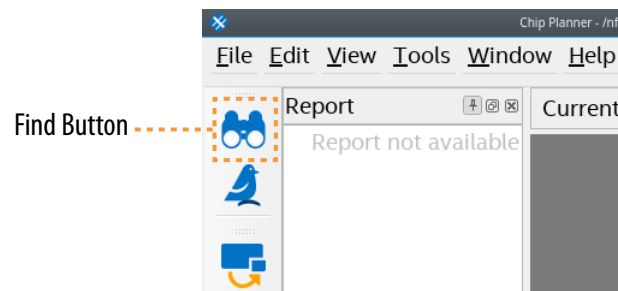 Chip Planner - /nf
File Edit View Tools Window Help
Find Button
Report
Current
Report not available